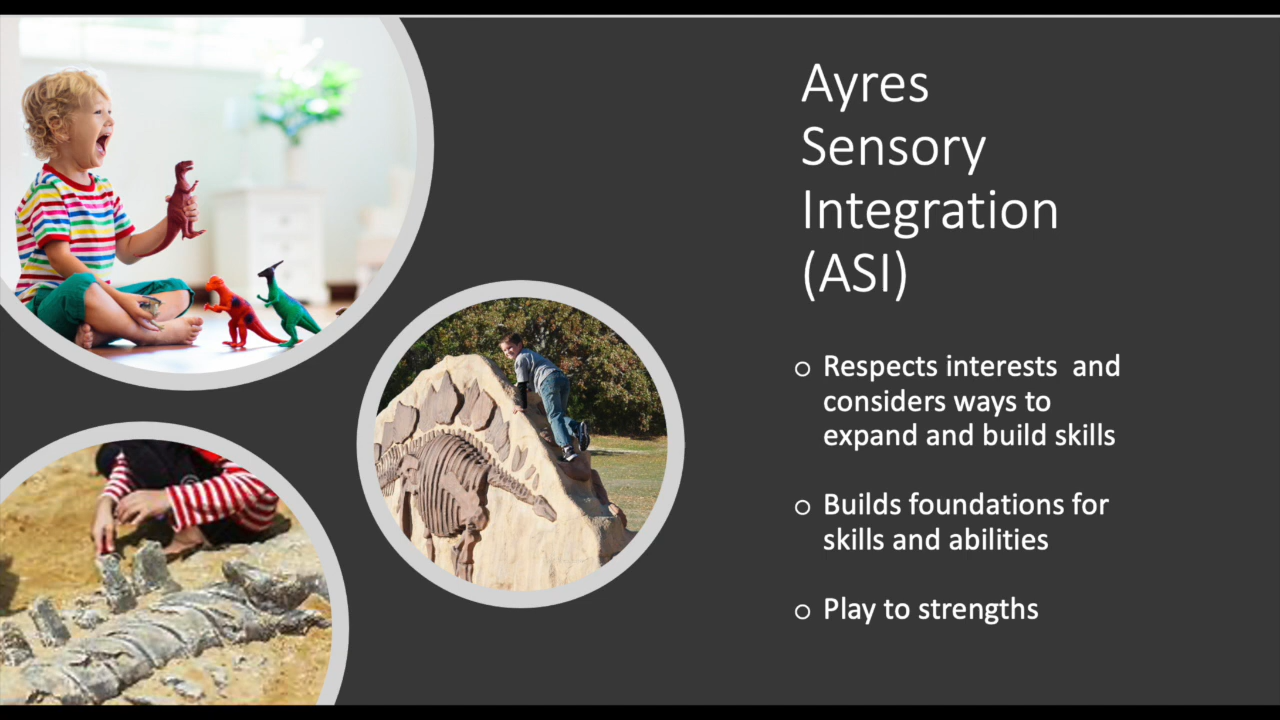 Ayres
Sensory
Integration
(ASI)
o Respects interests  and
considers ways to
expand and build skills
o Builds foundations for
skills and abilities
o Play to strengths